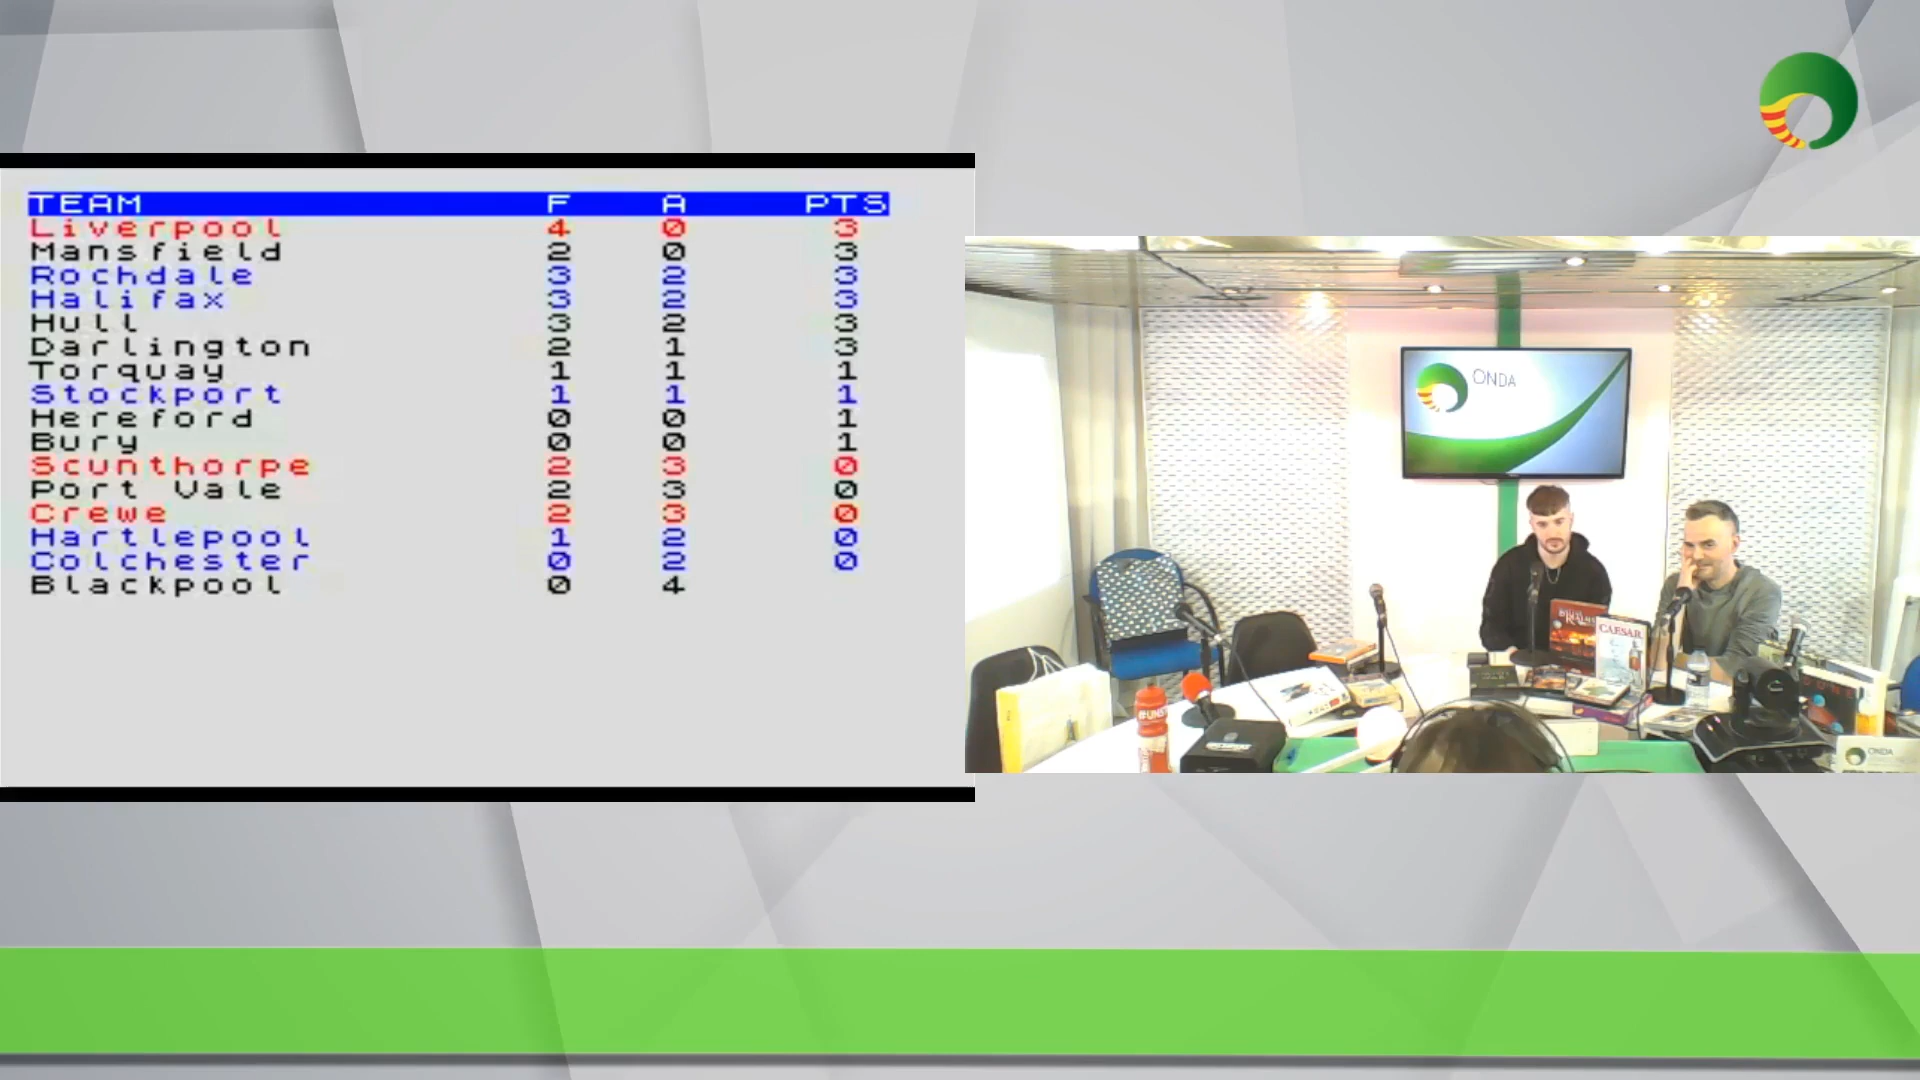 TEAM F A PTS
Liverpool 4 0 3
Mansfield 2 0 3
Rochdale 3 2 3
Halifax 3 2 3
Hull 3 2 3
Darlington 2 1 3
Torquay 1 1 1
Stockport 1 1 1
Hereford 0 0 1
Bury 0 0 1
Scunthorpe 2 3 0
Port Vale 2 3 0
Crewe 2 3 0
Hartlepool 1 2 0
Colchester 0 2 0
Blackpool 0 4
ONDA
CAESAR
ONDA